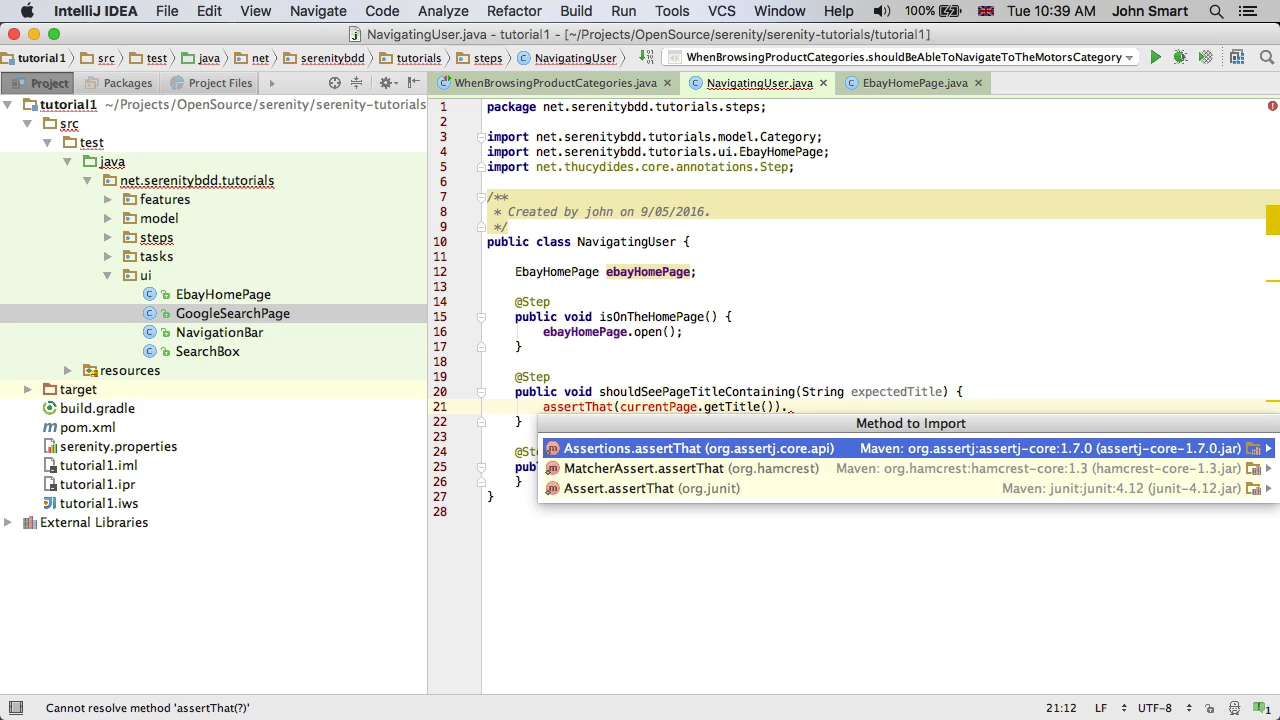 IntelliJ IDEA File Edit View Navigate Code Analyze Refactor Build Run Tools VCS Window Help 100% Tue 10:39 AM John Smart
NavigatingUser.java - tutorial1 - [~/Projects/OpenSource/serenity/serenity-tutorials/tutorial1]
tutorial1 src test java net serenitybdd tutorials steps NavigatingUser WhenBrowsingProductCategories.shouldBeAbleToNavigateToTheMotorsCategory
Project Packages Project Files
WhenBrowsingProductCategories.java NavigatingUser.java EbayHomePage.java
tutorial1 ~/Projects/OpenSource/serenity/serenity-tutorials
src
test
java
net.serenitybdd.tutorials
features
model
steps
tasks
ui
EbayHomePage
GoogleSearchPage
NavigationBar
SearchBox
resources
target
build.gradle
pom.xml
serenity.properties
tutorial1.iml
tutorial1.ipr
tutorial1.iws
External Libraries
1 package net.serenitybdd.tutorials.steps;
2
3 import net.serenitybdd.tutorials.model.Category;
4 import net.serenitybdd.tutorials.ui.EbayHomePage;
5 import net.thucydides.core.annotations.Step;
6
7 /**
8 * Created by john on 9/05/2016.
9 */
10 public class NavigatingUser {
11
12 EbayHomePage ebayHomePage;
13
14 @Step
15 public void isOnTheHomePage() {
16 ebayHomePage.open();
17 }
18
19 @Step
20 public void shouldSeePageTitleContaining(String expectedTitle) {
21 assertThat(currentPage.getTitle()).
22 }
23
24 @St
25 pu
26 }
27 }
28
Method to Import
Assertions.assertThat (org.assertj.core.api) Maven: org.assertj:assertj-core:1.7.0 (assertj-core-1.7.0.jar)
MatcherAssert.assertThat (org.hamcrest) Maven: org.hamcrest:hamcrest-core:1.3 (hamcrest-core-1.3.jar)
Assert.assertThat (org.junit) Maven: junit:junit:4.12 (junit-4.12.jar)
Cannot resolve method 'assertThat(?)' 21:12 LF UTF-8 1